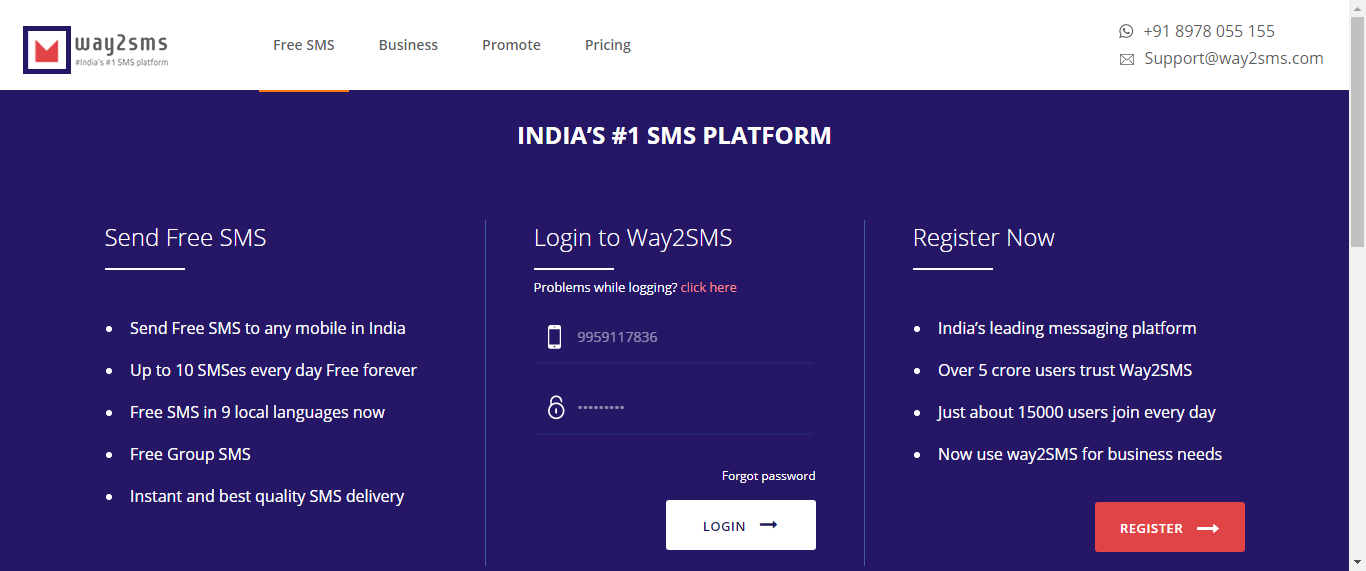 way2sms
#India's #1 SMS platform
Free SMS
Business
Promote
Pricing
+91 8978 055 155
Support@way2sms.com
INDIA’S #1 SMS PLATFORM
Send Free SMS
Send Free SMS to any mobile in India
Up to 10 SMSes every day Free forever
Free SMS in 9 local languages now
Free Group SMS
Instant and best quality SMS delivery
Login to Way2SMS
Problems while logging? click here
9959117836
•••••••••
Forgot password
LOGIN
Register Now
India’s leading messaging platform
Over 5 crore users trust Way2SMS
Just about 15000 users join every day
Now use way2SMS for business needs
REGISTER